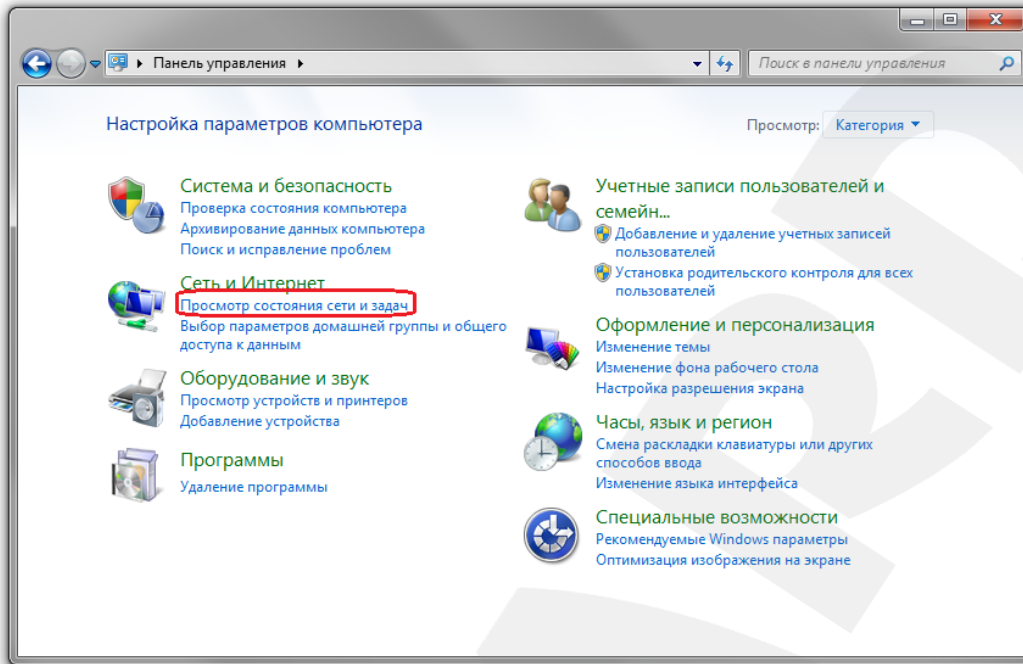 Панель управления
Поиск в панели управления
Настройка параметров компьютера
Просмотр: Категория
Система и безопасность
Проверка состояния компьютера
Архивирование данных компьютера
Поиск и исправление проблем
Сеть и Интернет
Просмотр состояния сети и задач
Выбор параметров домашней группы и общего
доступа к данным
Оборудование и звук
Просмотр устройств и принтеров
Добавление устройства
Программы
Удаление программы
Учетные записи пользователей и
семейн...
Добавление и удаление учетных записей
пользователей
Установка родительского контроля для всех
пользователей
Оформление и персонализация
Изменение темы
Изменение фона рабочего стола
Настройка разрешения экрана
Часы, язык и регион
Смена раскладки клавиатуры или других
способов ввода
Изменение языка интерфейса
Специальные возможности
Рекомендуемые Windows параметры
Оптимизация изображения на экране